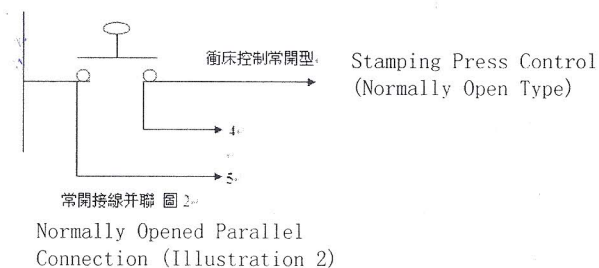 衝床控制常開型
Stamping Press Control
(Normally Open Type)
4
5
常開接線并聯 圖 2
Normally Opened Parallel
Connection (Illustration 2)